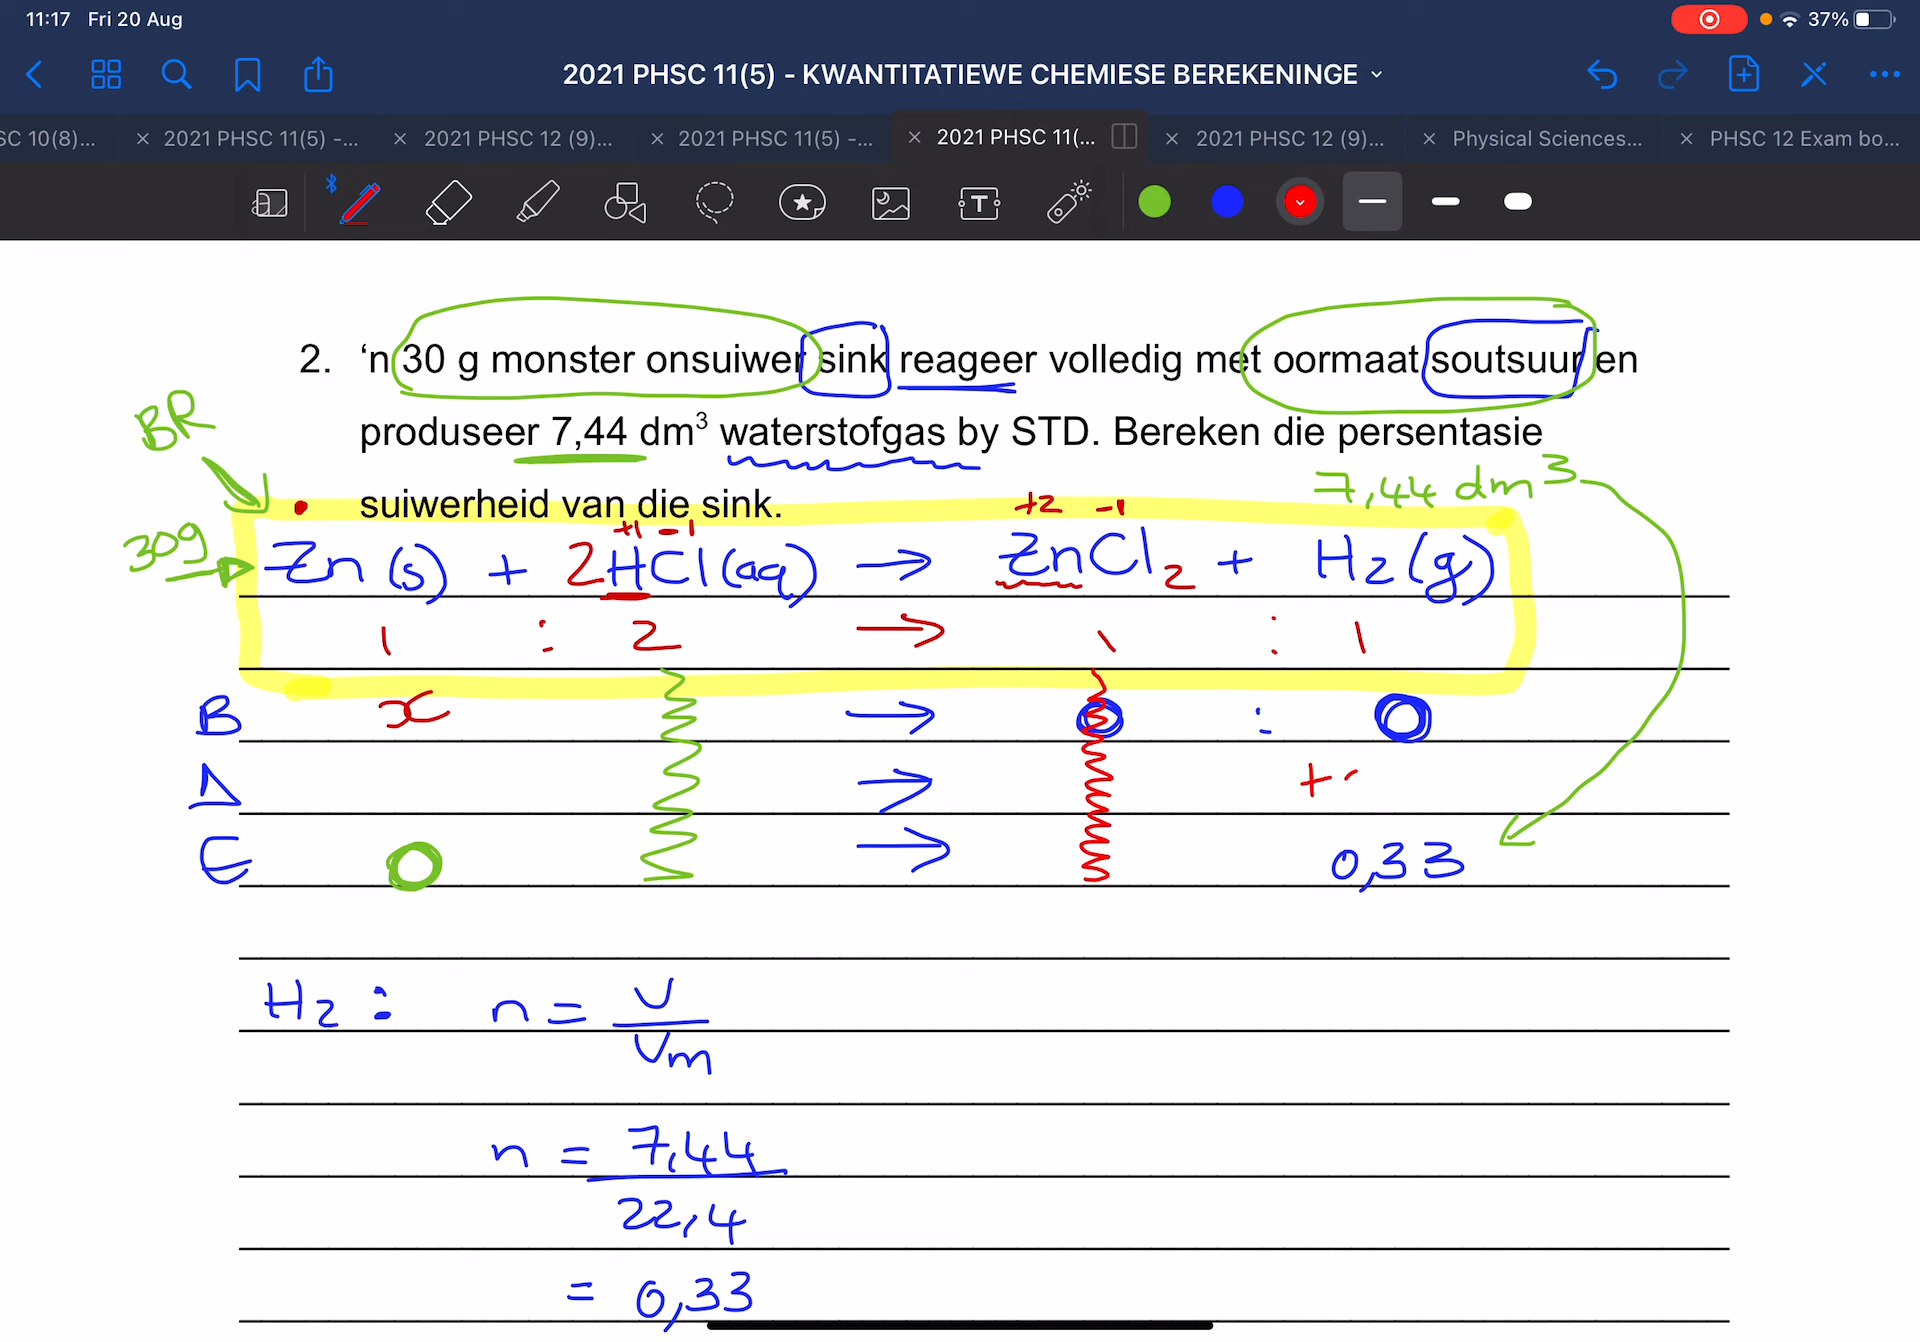 11:17 Fri 20 Aug 37%
2021 PHSC 11(5) - KWANTITATIEWE CHEMIESE BEREKENINGE
SC 10(8)... × 2021 PHSC 11(5) -... × 2021 PHSC 12 (9)... × 2021 PHSC 11(5) -... × 2021 PHSC 11(... × 2021 PHSC 12 (9)... × Physical Sciences... × PHSC 12 Exam bo...
T
2. ‘n 30 g monster onsuiwer sink reageer volledig met oormaat soutsuur en
BR
produseer 7,44 dm³ waterstofgas by STD. Bereken die persentasie
suiwerheid van die sink.
7,44 dm³
+1 -1 +2 -1
30g
Zn (s) + 2HCl (aq) → ZnCl₂ + H₂ (g)
1 : 2 → 1 : 1
B x → 0 : 0
Δ → +
E 0 → 0,33
H₂ : n = V
Vm
n = 7,44
22,4
= 0,33